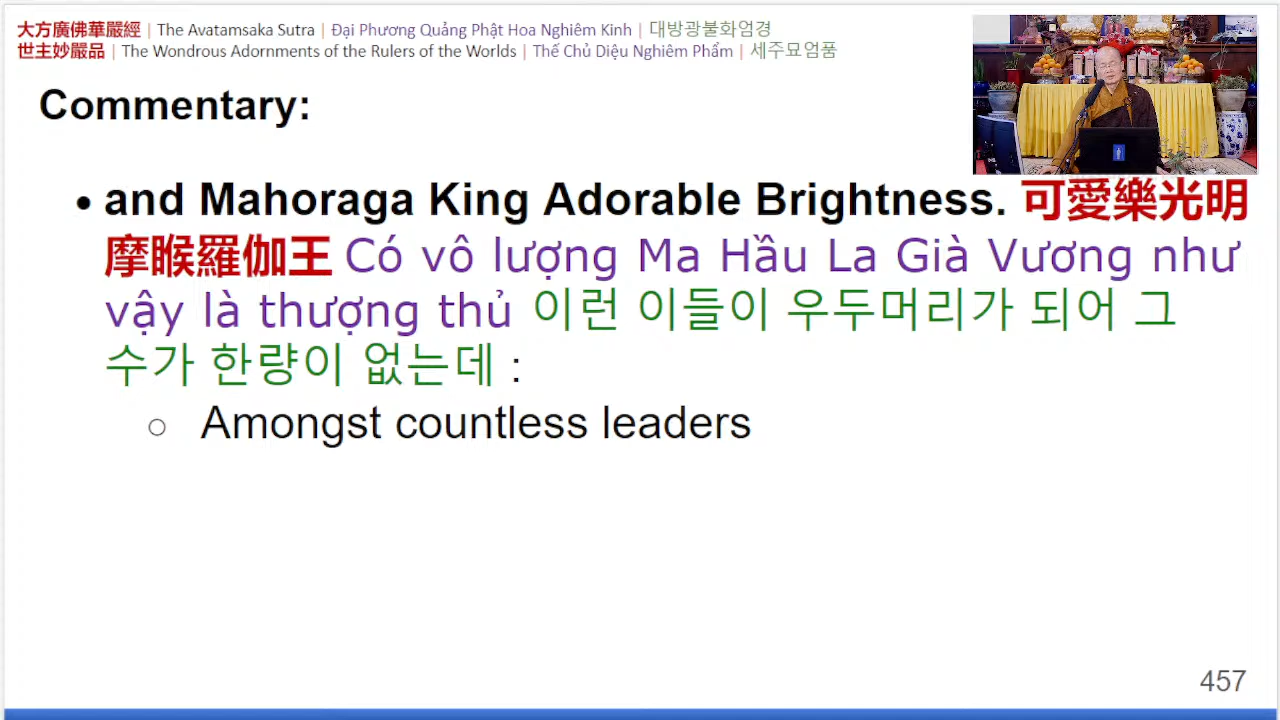 大方廣佛華嚴經 | The Avatamsaka Sutra | Đại Phương Quảng Phật Hoa Nghiêm Kinh | 대방광불화엄경
世主妙嚴品 | The Wondrous Adornments of the Rulers of the Worlds | Thế Chủ Diệu Nghiêm Phẩm | 세주묘엄품
Commentary:
• and Mahoraga King Adorable Brightness. 可愛樂光明
摩睺羅伽王 Có vô lượng Ma Hầu La Già Vương như
vậy là thượng thủ 이런 이들이 우두머리가 되어 그
수가 한량이 없는데 :
○ Amongst countless leaders
457